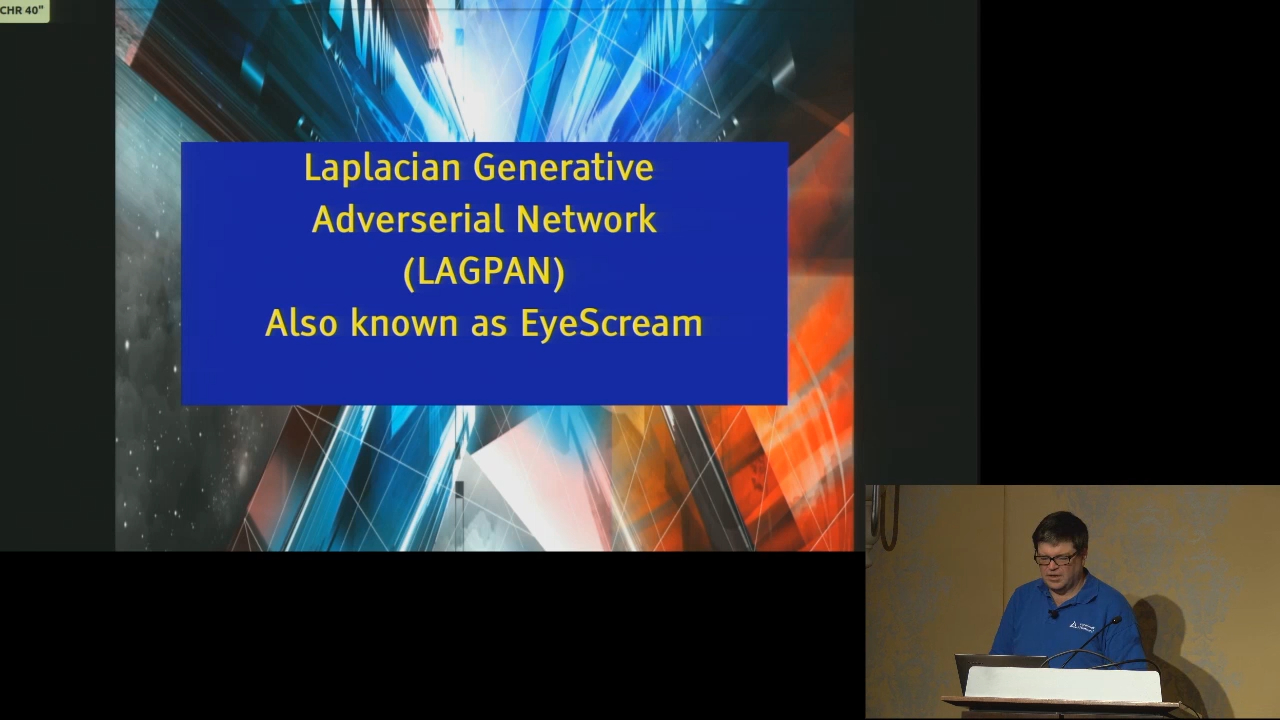 CHR 40"
Laplacian Generative
Adverserial Network
(LAGPAN)
Also known as EyeScream